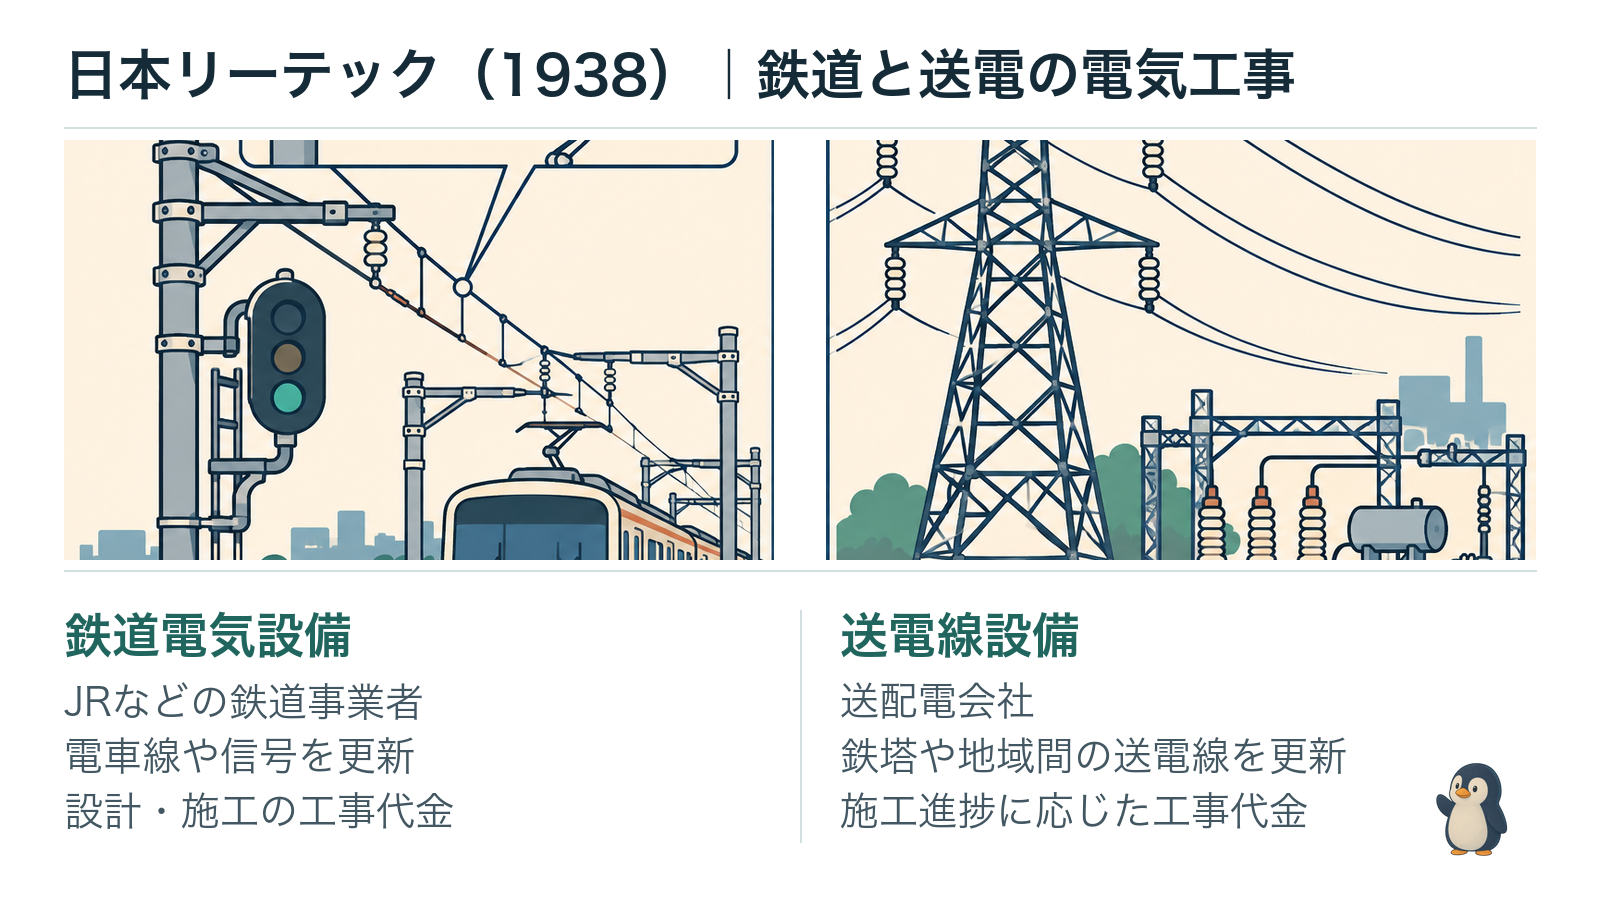 日本リーテック（1938）｜鉄道と送電の電気工事
鉄道電気設備
JRなどの鉄道事業者
電車線や信号を更新
設計・施工の工事代金
送電線設備
送配電会社
鉄塔や地域間の送電線を更新
施工進捗に応じた工事代金